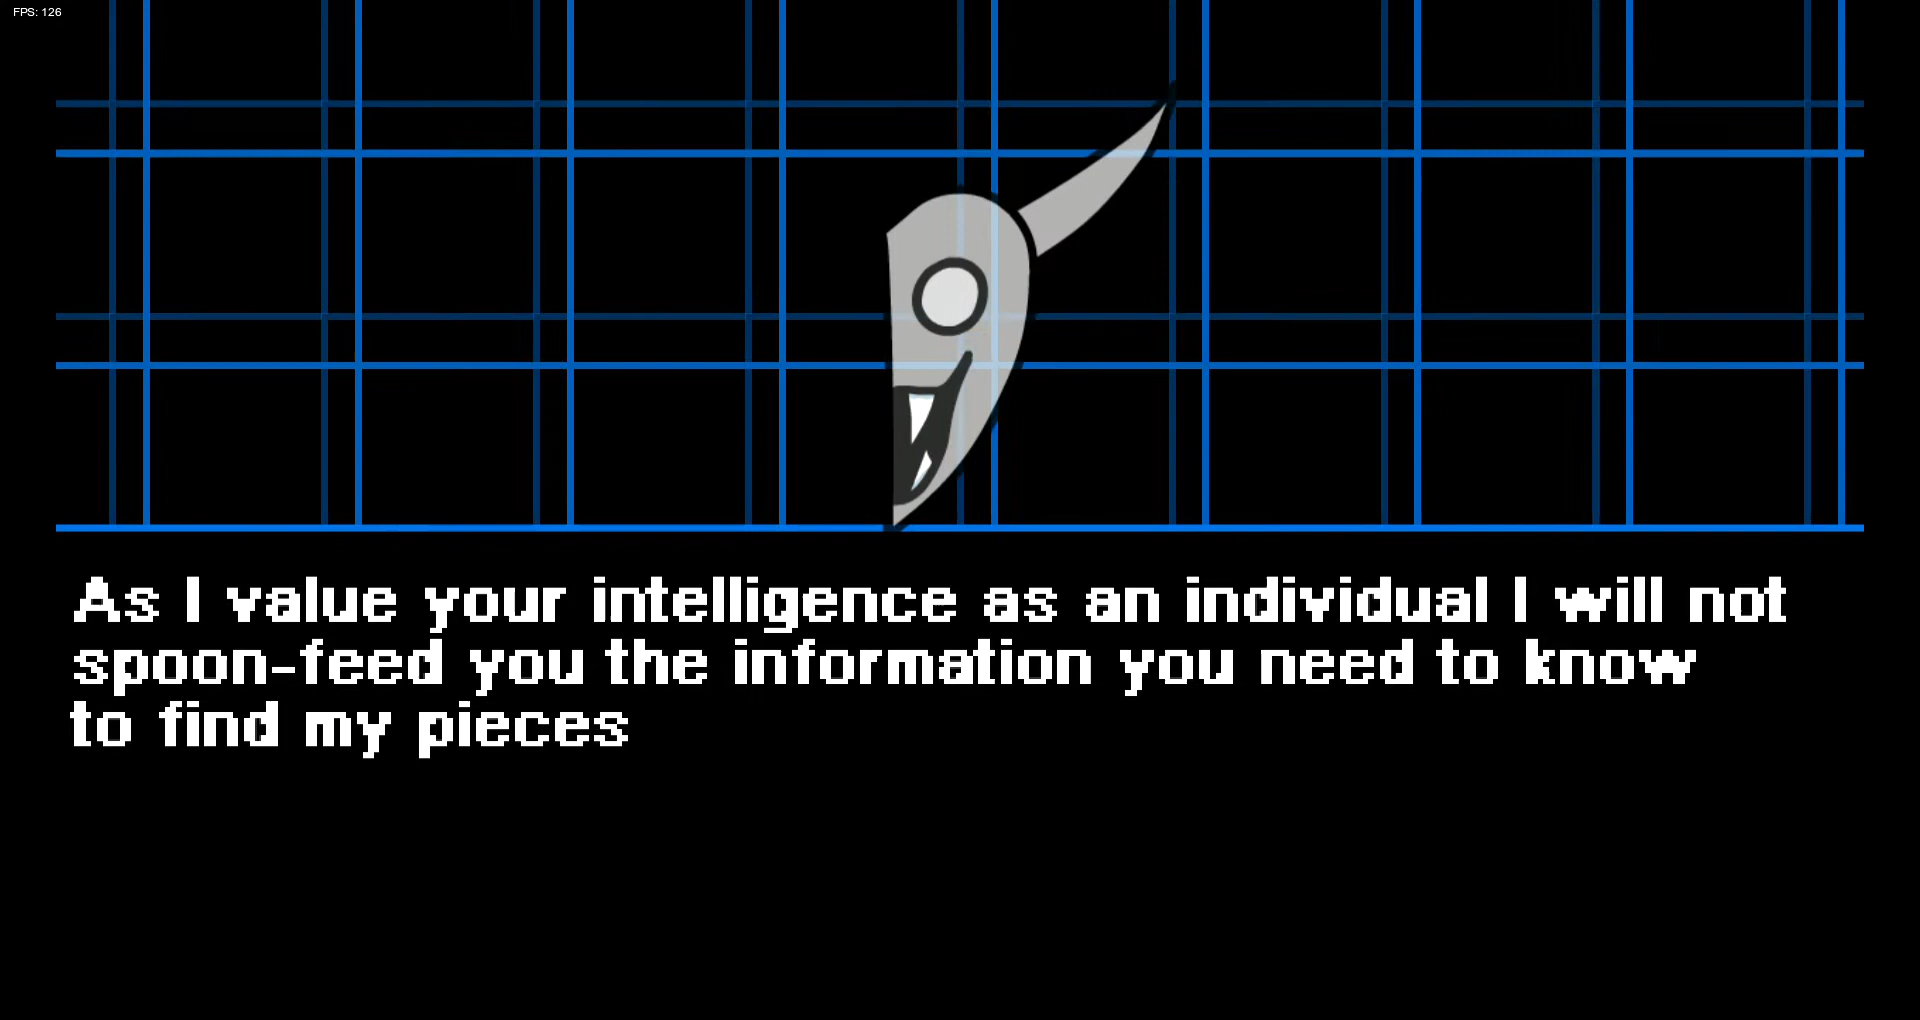 FPS: 126
As I value your intelligence as an individual I will not
spoon-feed you the information you need to know
to find my pieces